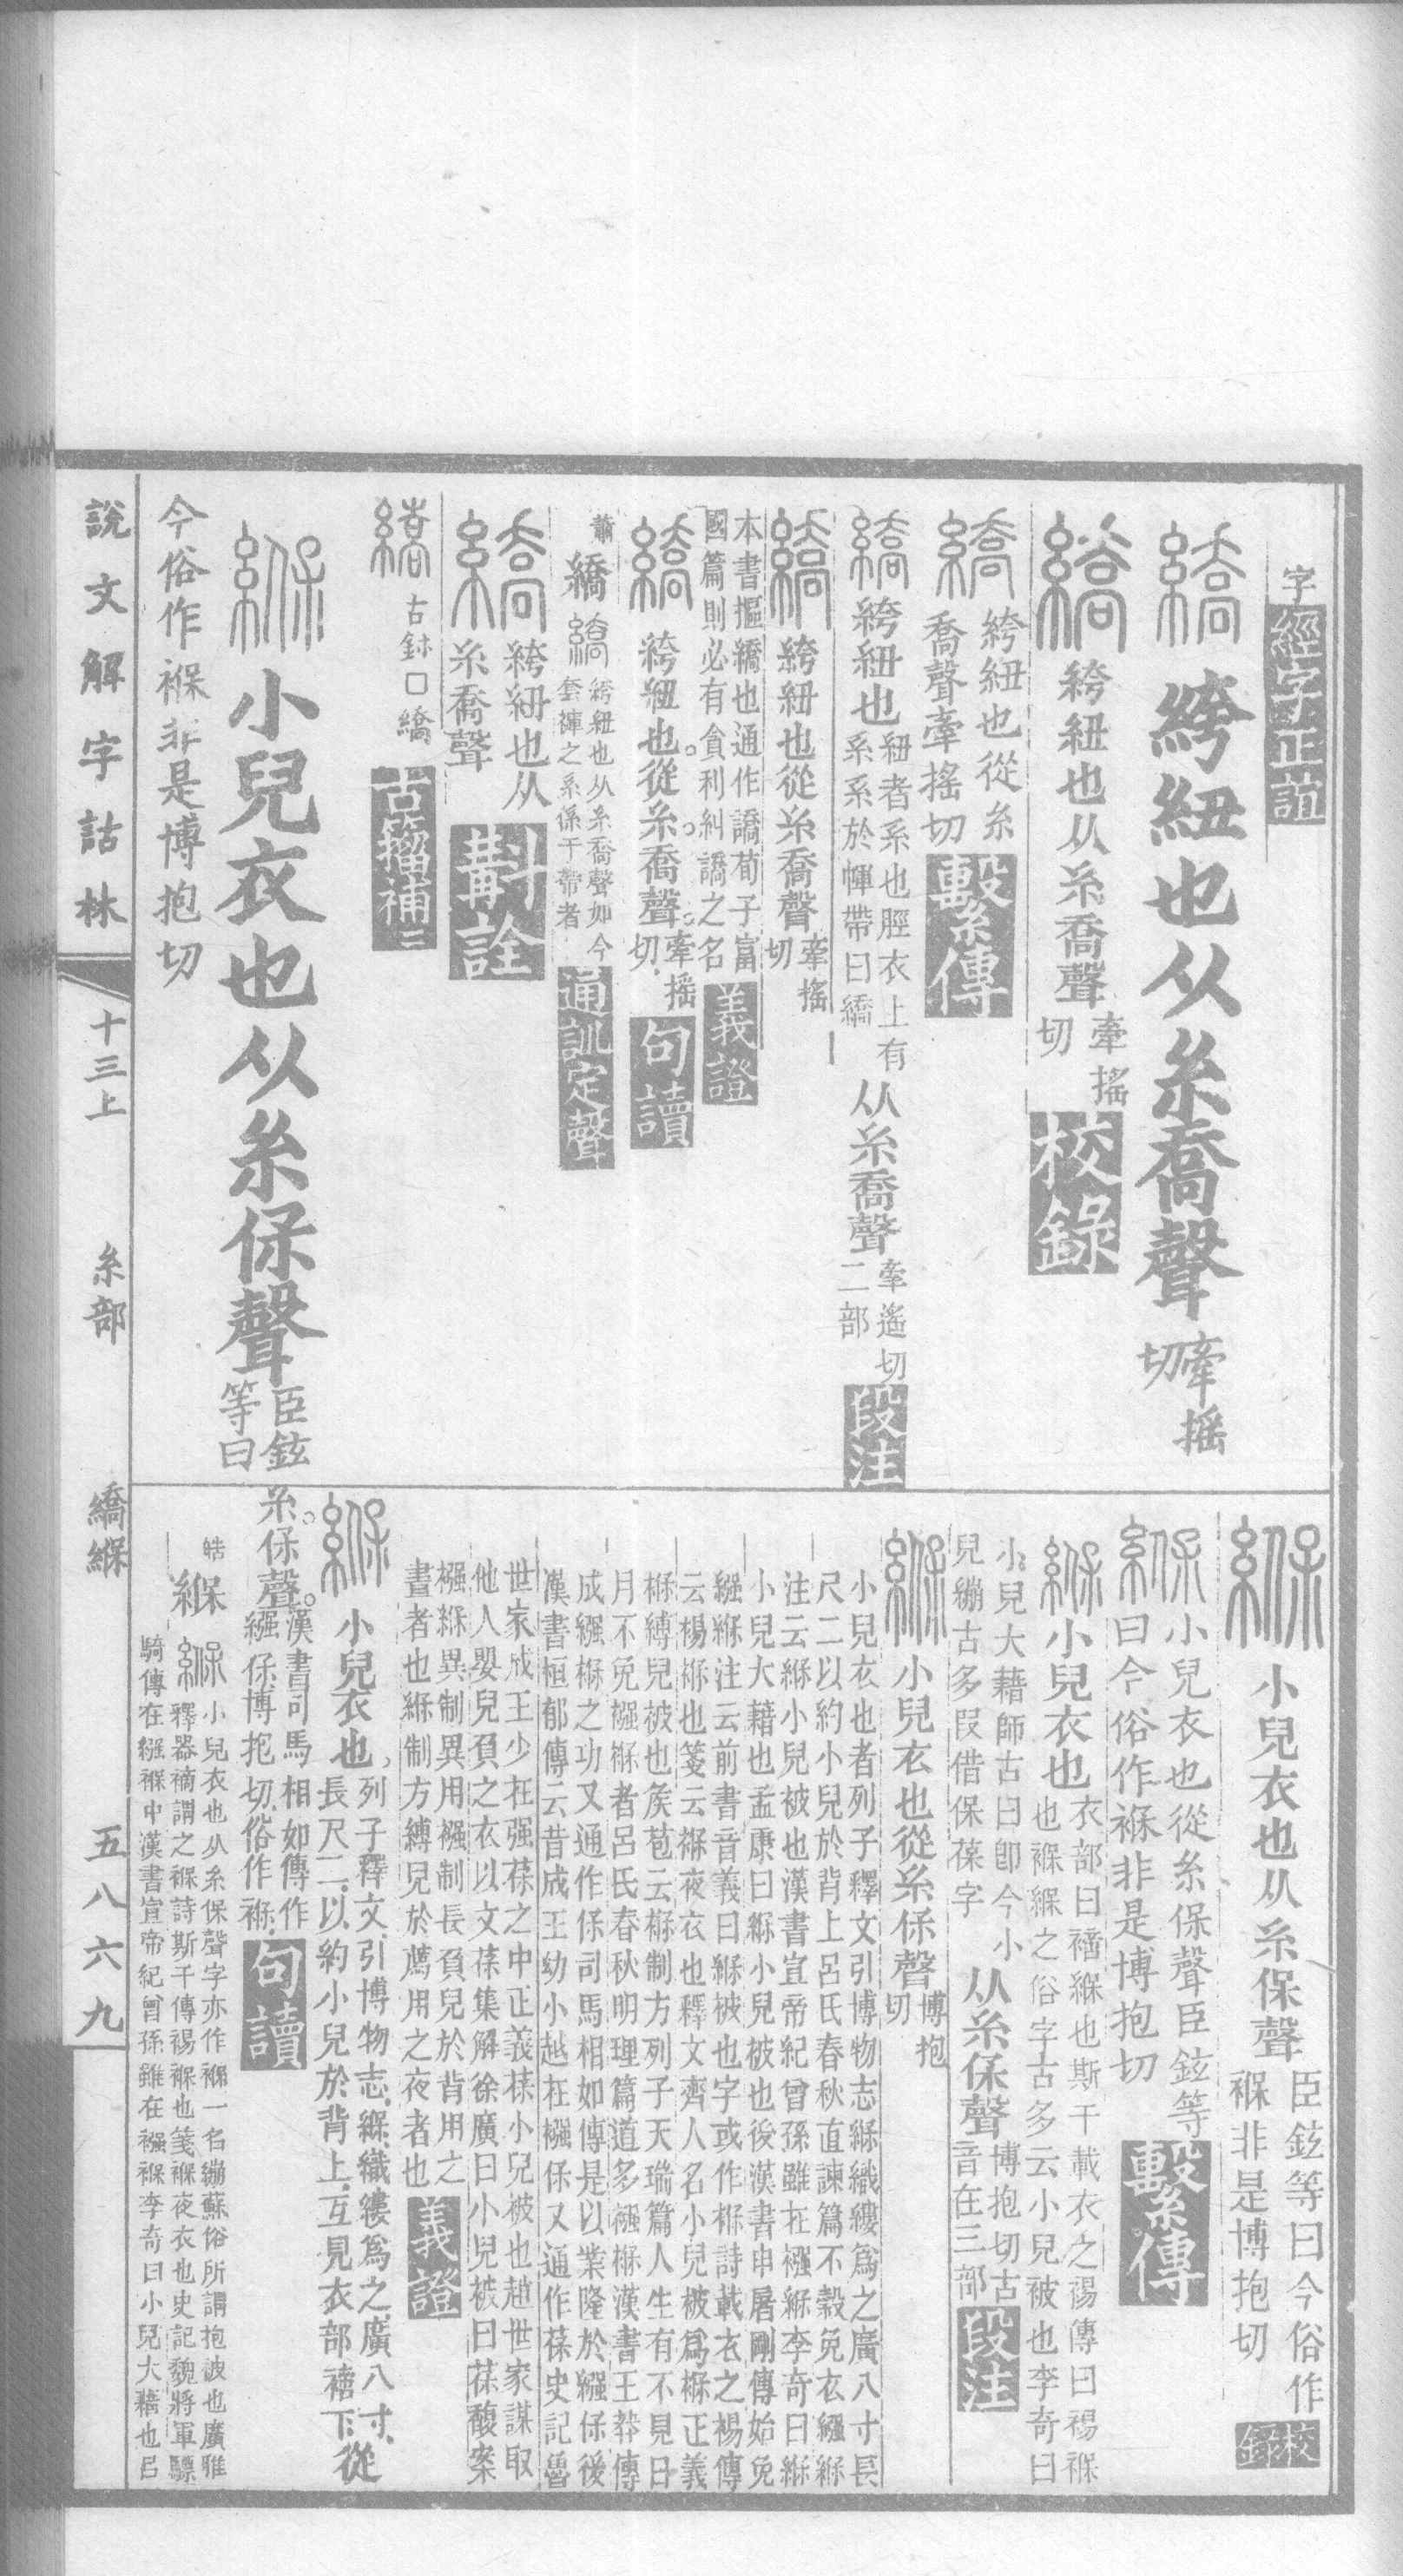 字經字正誼
繑 絝紐也从糸喬聲牽摇切
繑 絝紐也从糸喬聲牽搖切校錄
繑 絝紐也從糸喬聲牽搖切繫傳
繑 絝紐也紐者系也脛衣上有系系於幝帶曰繑从糸喬聲牽遙切二部段注
繑 絝紐也從糸喬聲牽搖切
本書摳繑也通作譑荀子富國篇則必有貪利糾譑之名義證
繑 絝紐也。從糸。喬聲。牽摇切句讀
蕭 繑 繑 絝紐也从糸喬聲如今套褲之系係于帶者通訓定聲
繑 絝紐也从糸喬聲
繑 古鉢口繑古籀補二
緥 小兒衣也从糸保聲臣鉉等曰
今俗作褓非是博抱切
緥 小兒衣也从糸保聲臣鉉等曰今俗作褓非是博抱切校錄
緥 小兒衣也從糸保聲臣鉉等曰今俗作褓非是博抱切繫傳
緥 小兒衣也衣部曰𧝐緥也斯干載衣之裼傳曰裼褓也褓緥之俗字古多云小兒被也李奇曰
小兒大藉師古曰卽今小兒繃古多叚借保葆字从糸保聲博抱切古音在三部段注
緥 小兒衣也從糸保聲博抱切
小兒衣也者列子釋文引博物志緥織縷爲之廣八寸長
尺二以約小兒於背上呂氏春秋直諫篇不穀免衣繦緥
注云緥小兒被也漢書宣帝紀曾孫雖在襁緥李奇曰緥
小兒大藉也孟康曰緥小兒被也後漢書申屠剛傳始免
繦緥注云前書音義曰緥被也字或作褓詩載衣之裼傳
云裼褓也箋云褓夜衣也釋文齊人名小兒被爲褓正義
褓縛兒被也侯苞云褓制方列子天瑞篇人生有不見日
月不免襁褓者呂氏春秋明理篇道多襁褓漢書王莽傳
成繦褓之功又通作保司馬相如傳是以業隆於繦保後
漢書桓郁傳云昔成王幼小越在襁保又通作葆史記魯
世家成王少在强葆之中正義葆小兒被也趙世家謀取
他人嬰兒負之衣以文葆集解徐廣曰小兒被曰葆馥案
襁緥異制異用襁制長負兒於背用之
晝者也緥制方縛兒於薦用之夜者也義證
緥 小兒衣也。列子釋文引博物志緥織縷爲之廣八寸長尺二以約小兒於背上互見衣部𧝐下從
糸。保聲。漢書司馬相如傳作繦保博抱切俗作褓句讀
皓 緥 緥 小兒衣也从糸保聲字亦作褓一名繃蘇俗所謂抱被也廣雅
釋器裲謂之褓詩斯干傳裼褓也箋褓夜衣也史記魏將軍驃
騎傳在繦褓中漢書宣帝紀曾孫雖在襁褓李奇曰小兒大藉也呂
說文解字詁林 十三上 糸部 繑緥 五八六九